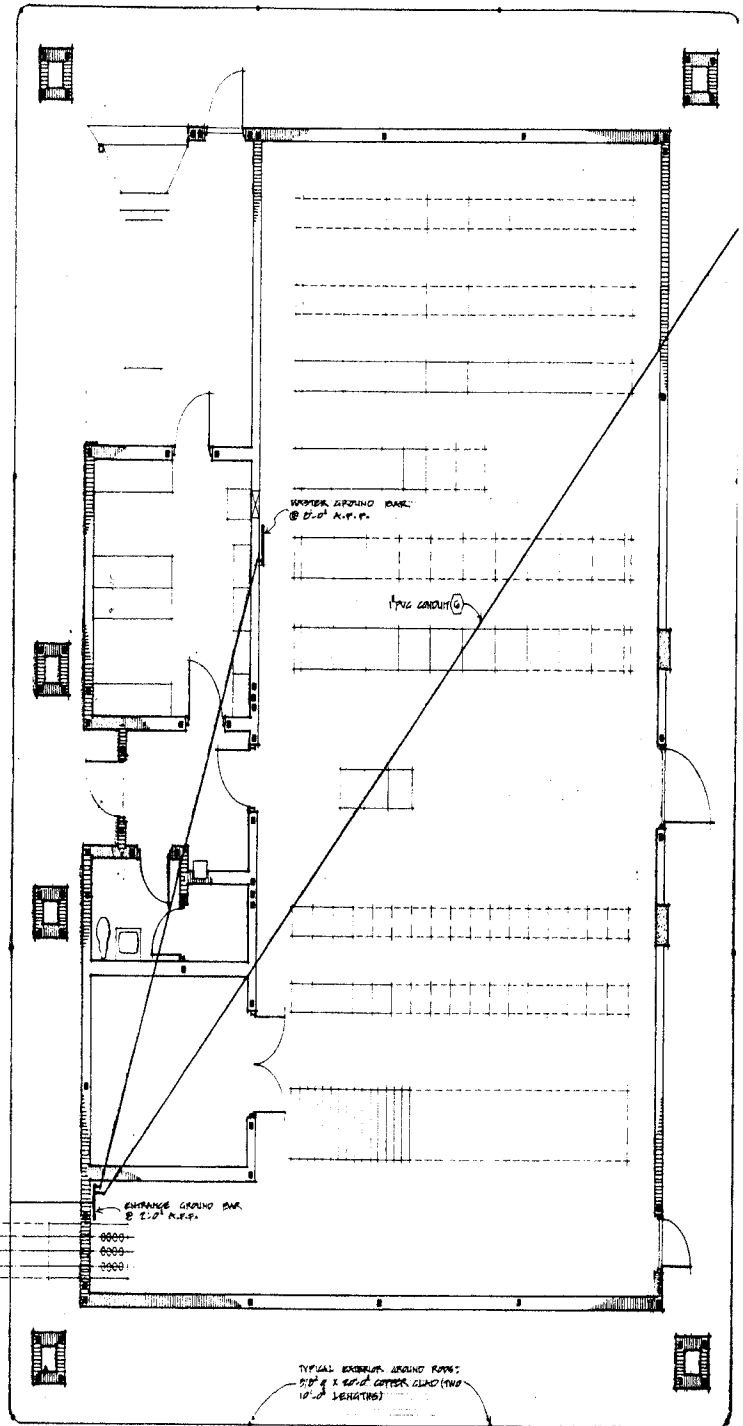 MASTER GROUND BAR
@ 8'-0" A.F.F.
1" PVC CONDUIT 6
ENTRANCE GROUND BAR
@ 2'-0" A.F.F.
TYPICAL EXTERIOR GROUND RODS:
5/8" ø X 20'-0" COPPER CLAD (TWO
10'-0" LENGTHS)